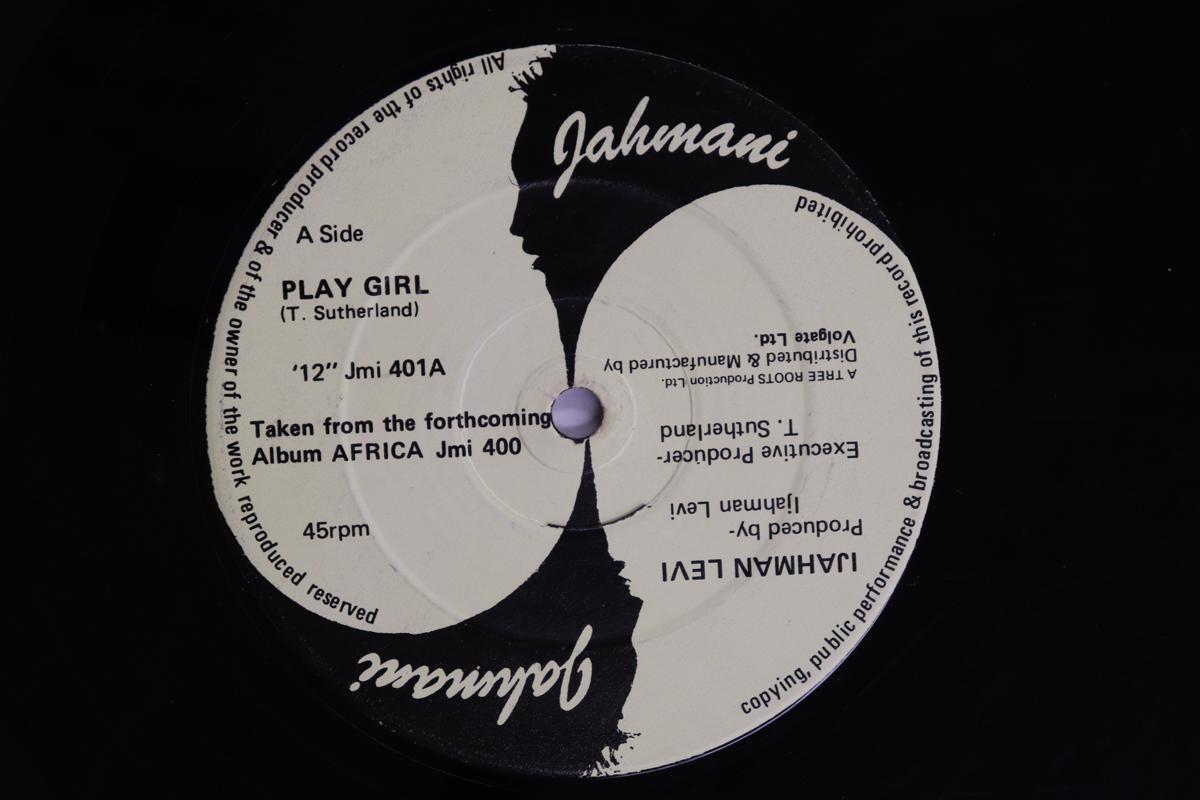 Jahmani
A Side
PLAY GIRL
(T. Sutherland)
'12" Jmi 401A
Taken from the forthcoming
Album AFRICA Jmi 400
45rpm
IJAHMAN LEVI
Produced by-
Ijahman Levi
Executive Producer-
T. Sutherland
A TREE ROOTS Production Ltd.
Distributed & Manufactured by
Volgate Ltd.
Jahmani
All rights of the record producer & of the owner of the work reproduced reserved
copying, public performance & broadcasting of this record prohibited